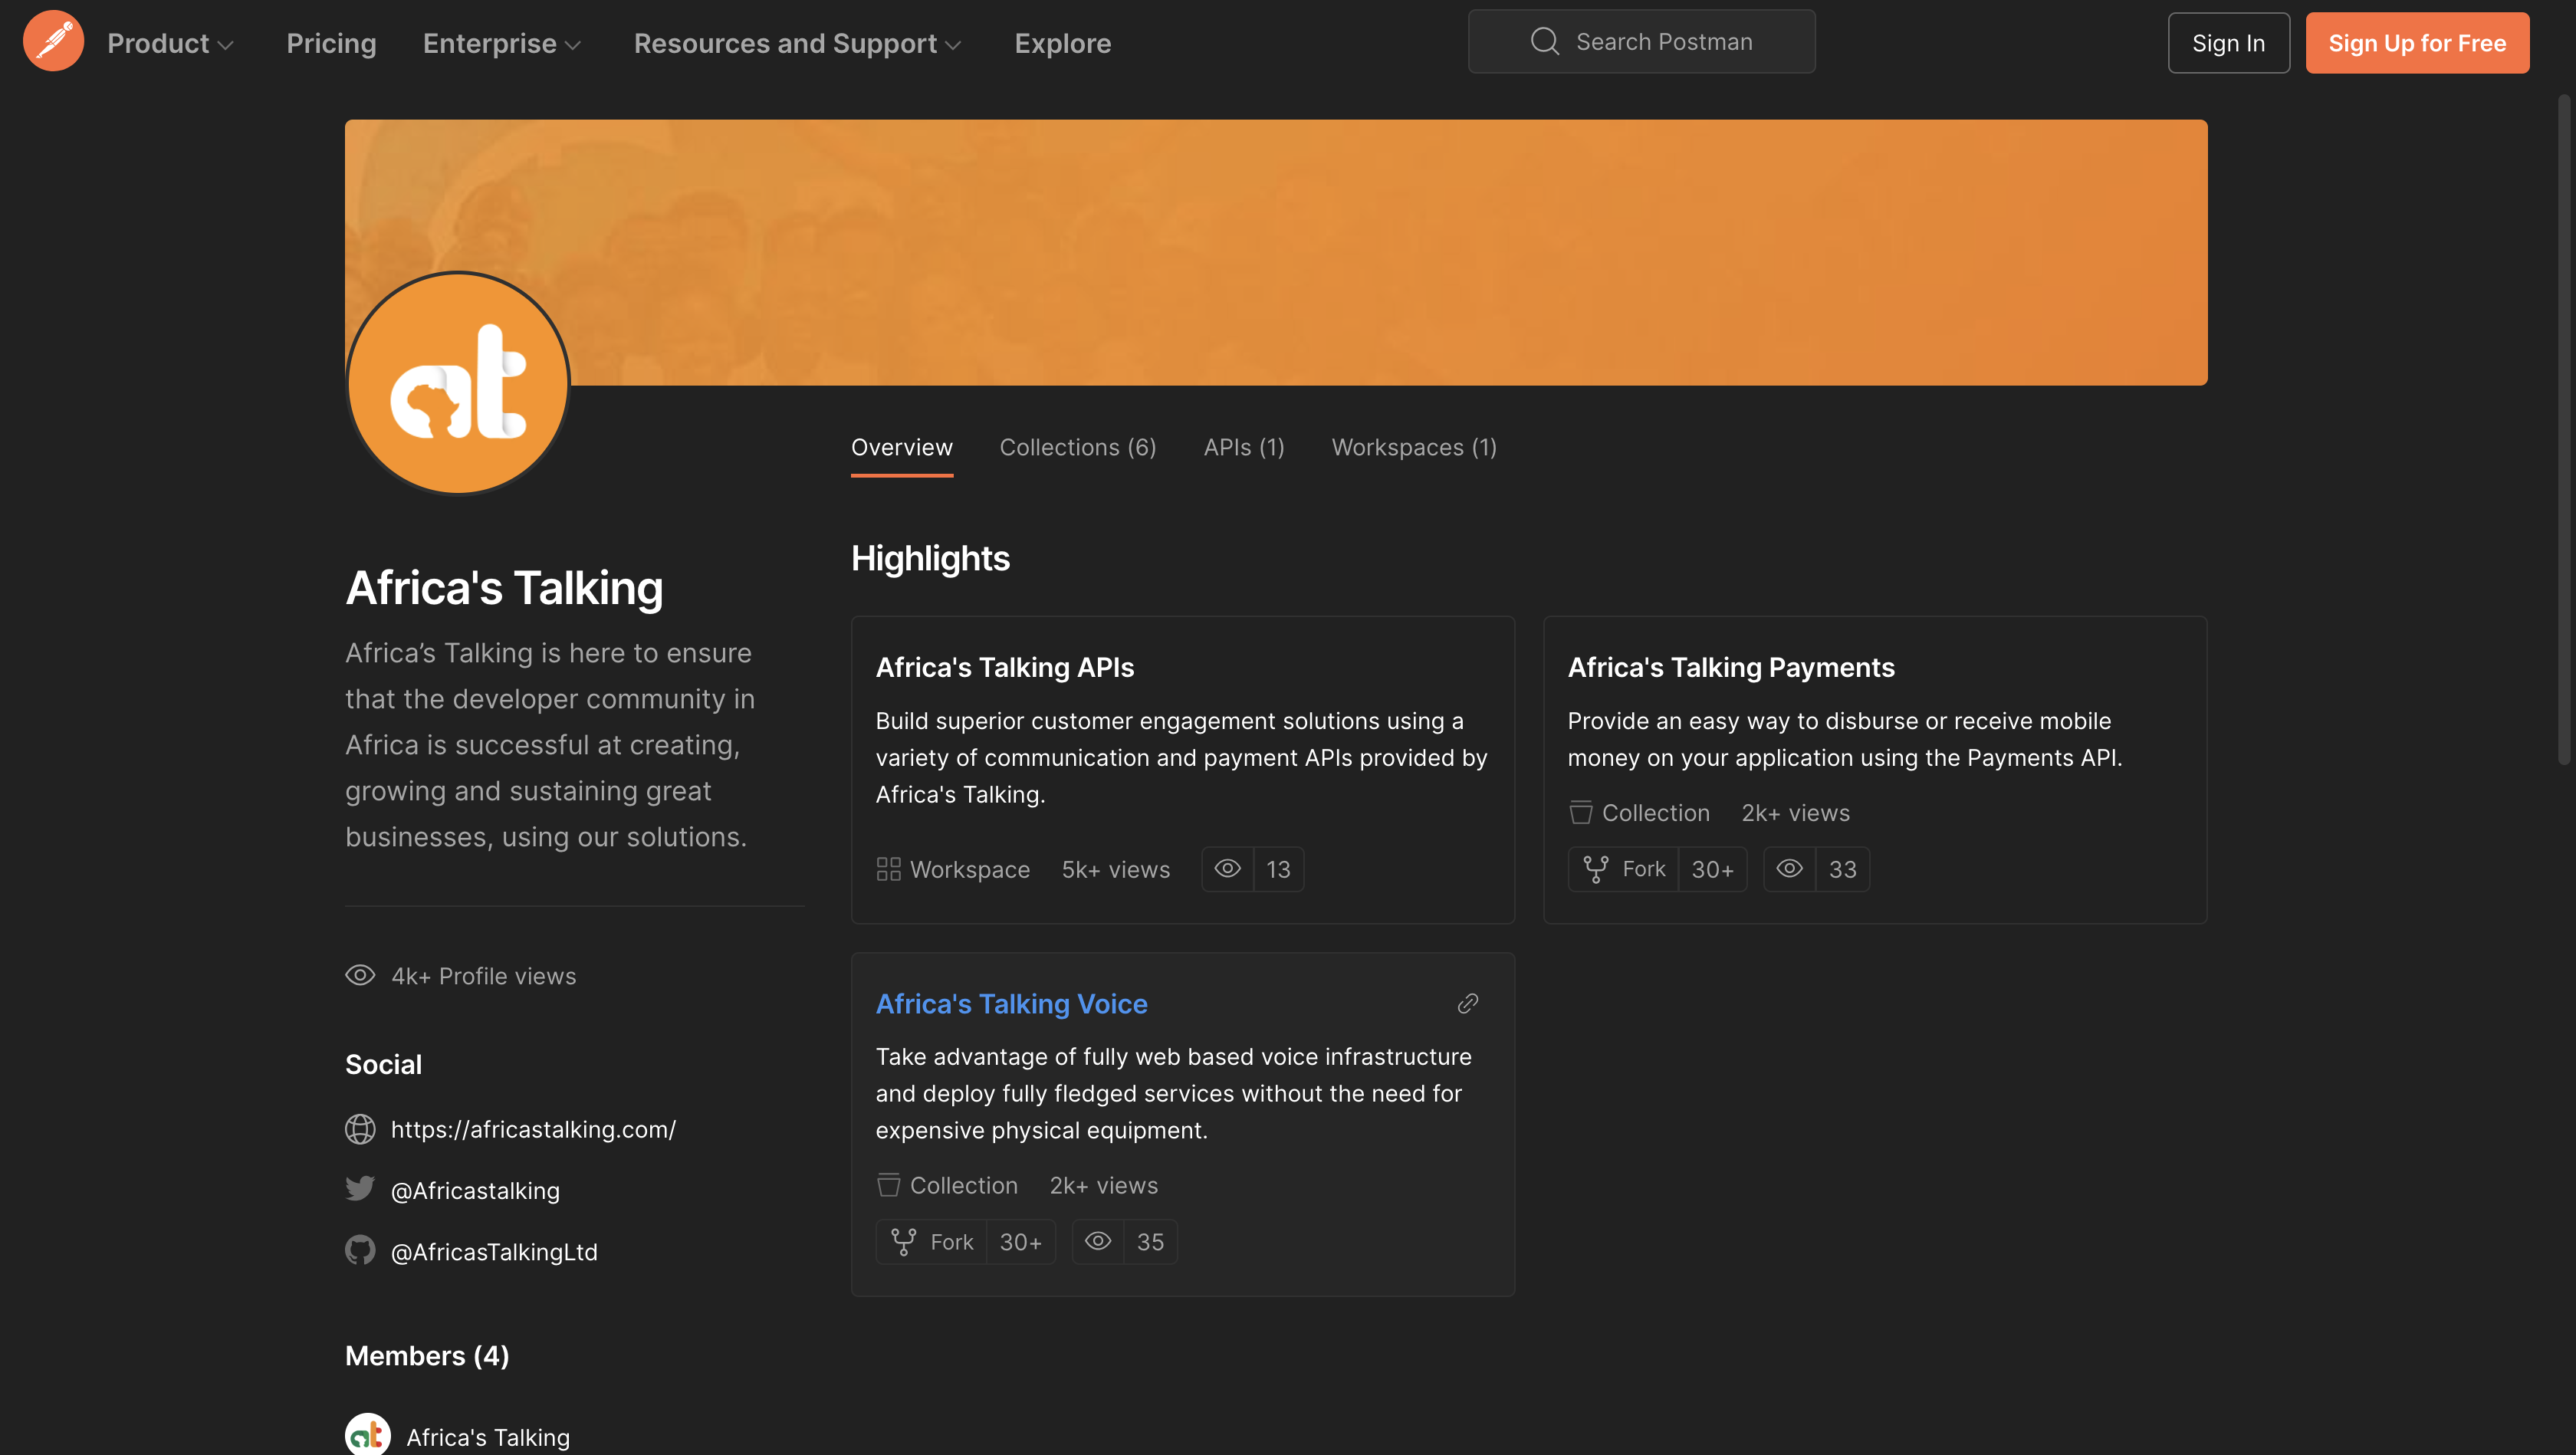 Product
Pricing
Enterprise
Resources and Support
Explore
Search Postman
Sign In
Sign Up for Free
at
Overview
Collections (6)
APIs (1)
Workspaces (1)
Africa's Talking
Africa’s Talking is here to ensure
that the developer community in
Africa is successful at creating,
growing and sustaining great
businesses, using our solutions.
4k+ Profile views
Social
https://africastalking.com/
@Africastalking
@AfricasTalkingLtd
Members (4)
at
Africa's Talking
Highlights
Africa's Talking APIs
Build superior customer engagement solutions using a
variety of communication and payment APIs provided by
Africa's Talking.
Workspace 5k+ views 13
Africa's Talking Payments
Provide an easy way to disburse or receive mobile
money on your application using the Payments API.
Collection 2k+ views
Fork 30+ 33
Africa's Talking Voice
Take advantage of fully web based voice infrastructure
and deploy fully fledged services without the need for
expensive physical equipment.
Collection 2k+ views
Fork 30+ 35